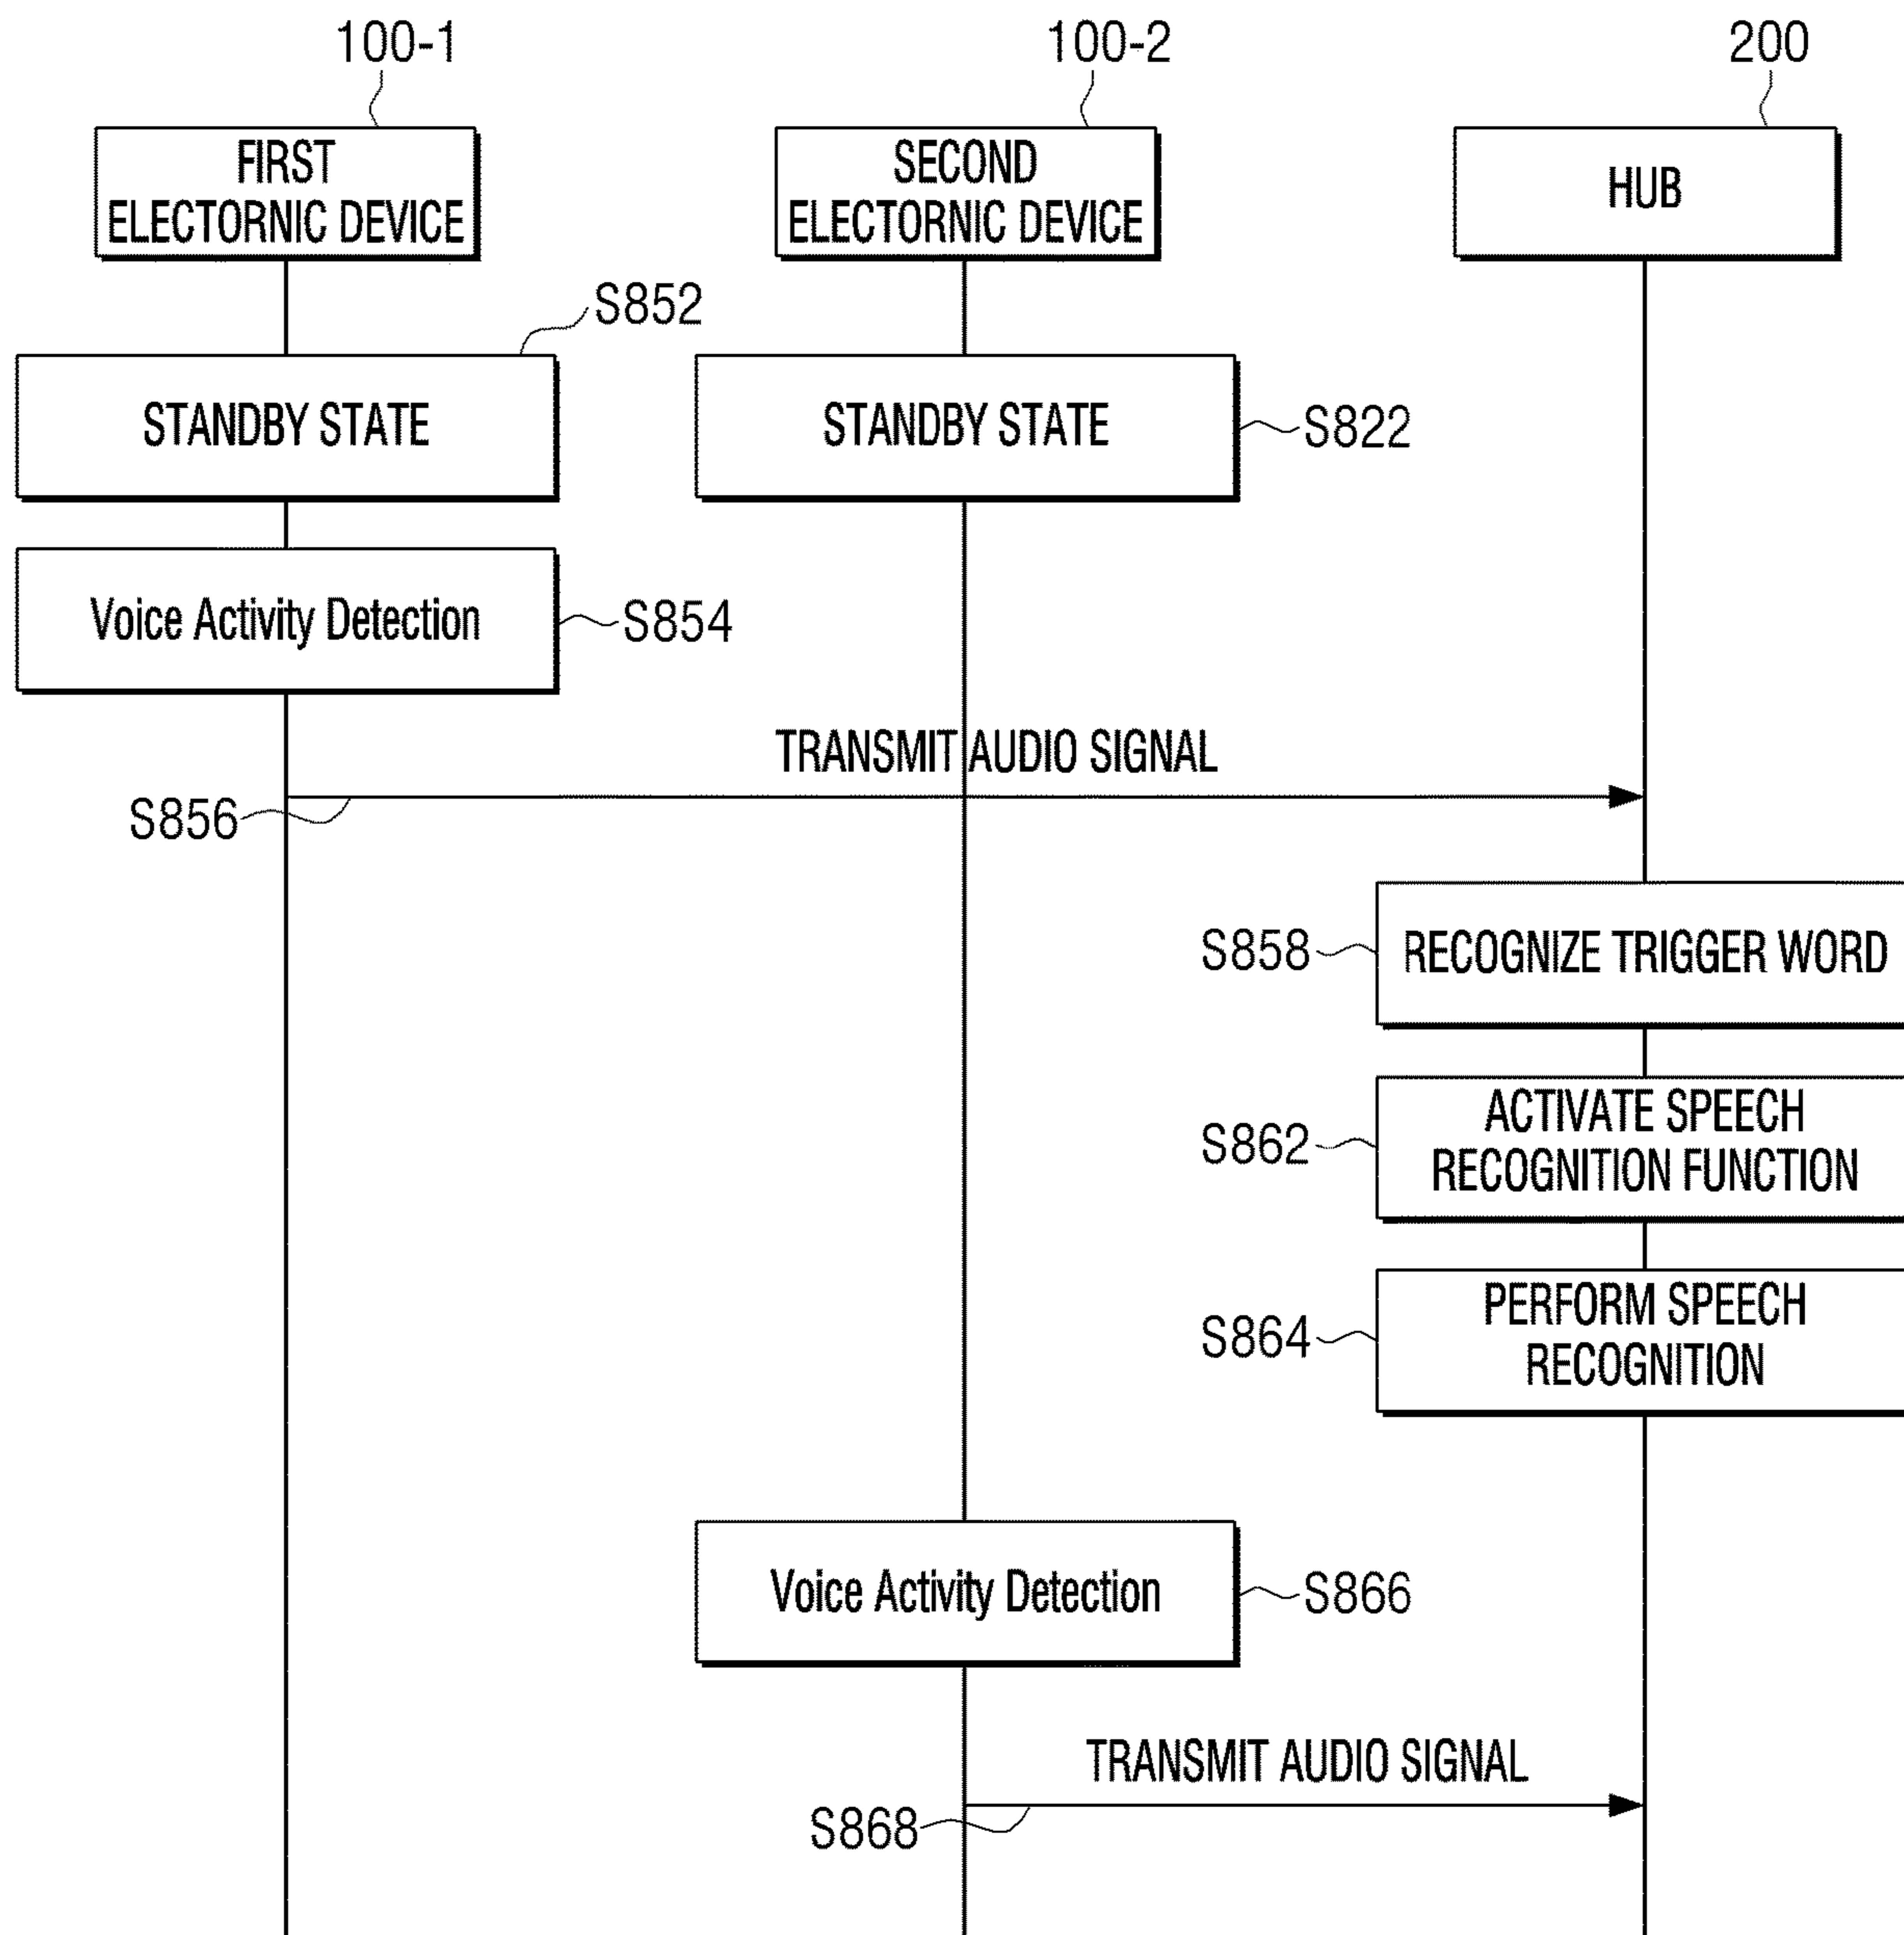 100-1
100-2
200
FIRST
ELECTORNIC DEVICE
SECOND
ELECTORNIC DEVICE
HUB
S852
STANDBY STATE
STANDBY STATE
S822
Voice Activity Detection
S854
TRANSMIT AUDIO SIGNAL
S856
S858
RECOGNIZE TRIGGER WORD
S862
ACTIVATE SPEECH
RECOGNITION FUNCTION
S864
PERFORM SPEECH
RECOGNITION
Voice Activity Detection
S866
TRANSMIT AUDIO SIGNAL
S868